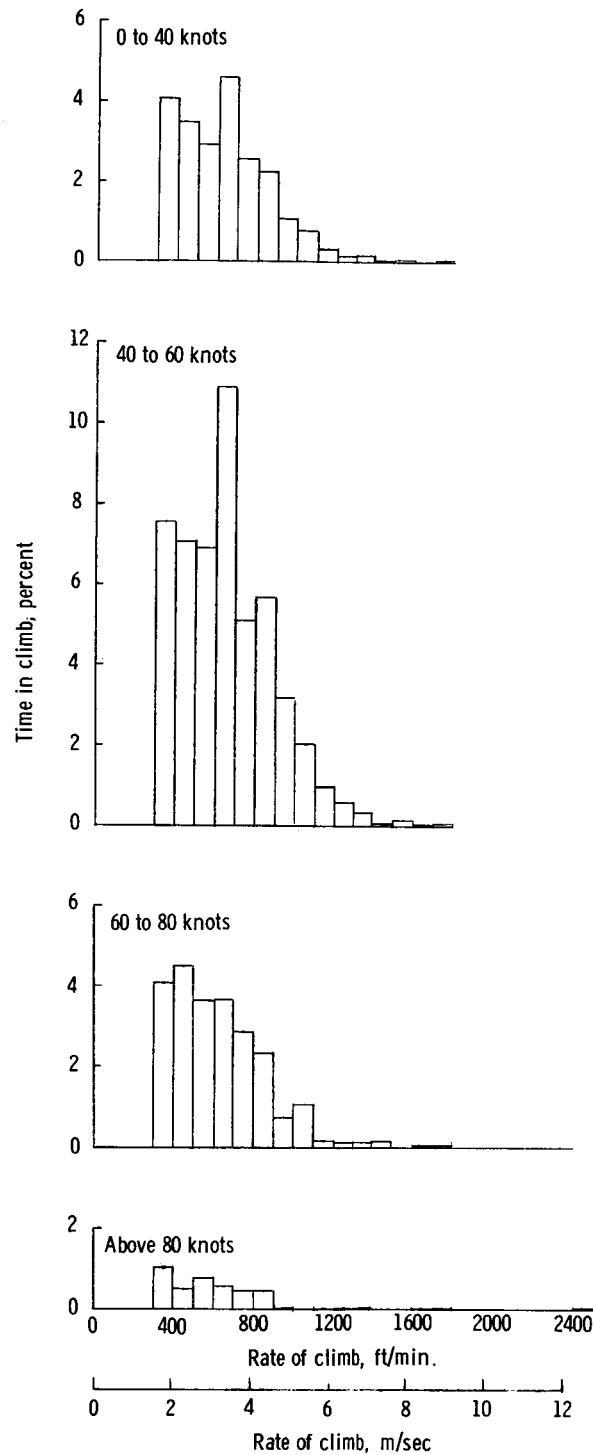 6
0 to 40 knots
4
2
0
12
40 to 60 knots
10
8
6
4
2
0
Time in climb, percent
6
60 to 80 knots
4
2
0
2
Above 80 knots
0
0 400 800 1200 1600 2000 2400
Rate of climb, ft/min.
0 2 4 6 8 10 12
Rate of climb, m/sec